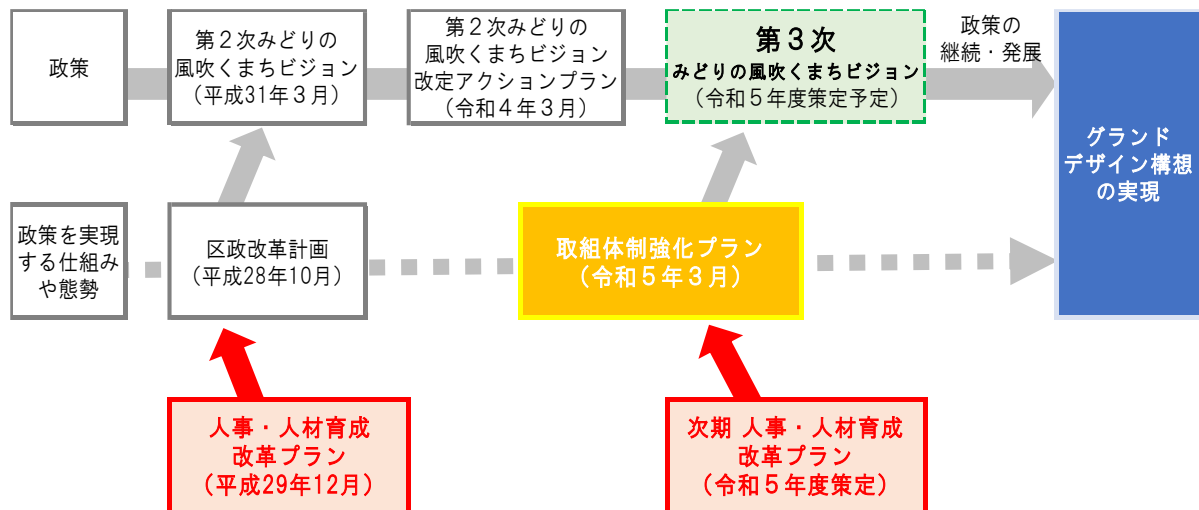 政策
第２次みどりの
風吹くまちビジョン
（平成31年３月）
第２次みどりの
風吹くまちビジョン
改定アクションプラン
（令和４年３月）
第３次
みどりの風吹くまちビジョン
（令和５年度策定予定）
政策の
継続・発展
グランド
デザイン構想
の実現
政策を実現
する仕組み
や態勢
区政改革計画
（平成28年10月）
取組体制強化プラン
（令和５年３月）
人事・人材育成
改革プラン
（平成29年12月）
次期 人事・人材育成
改革プラン
（令和５年度策定）